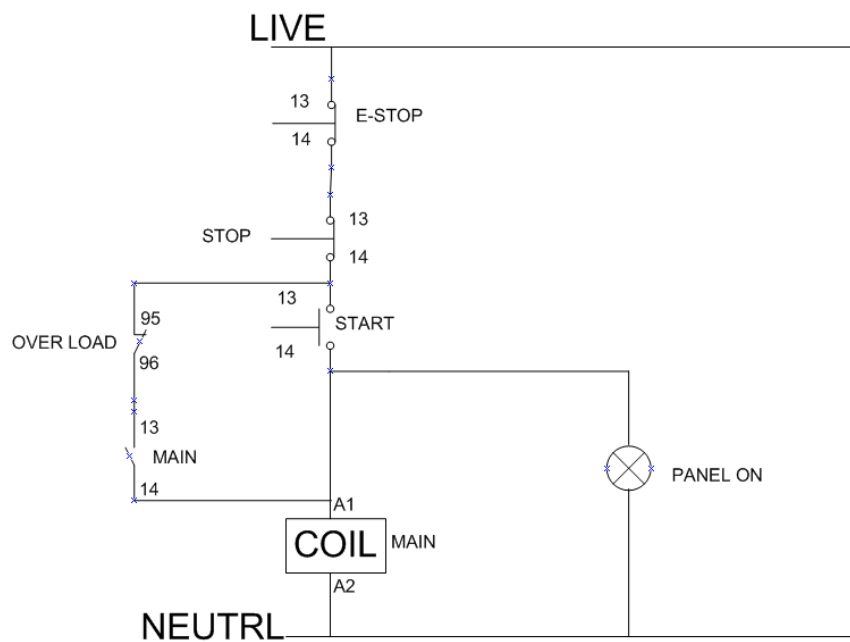 LIVE
13
E-STOP
14
13
STOP
14
13
START
14
95
OVER LOAD
96
13
MAIN
14
PANEL ON
A1
COIL
MAIN
A2
NEUTRL